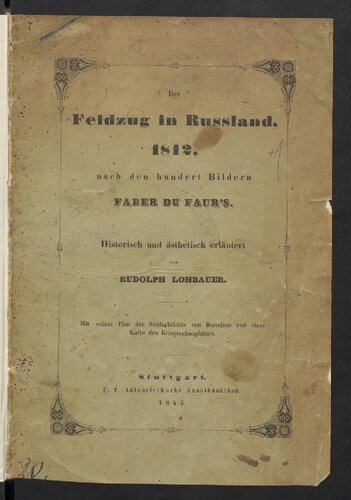 Der
Feldzug in Russland,
1812,
nach den hundert Bildern
FABER DU FAUR'S.
Historisch und ästhetisch erläutert
von
RUDOLPH LOHBAUER.
Mit einem Plan des Schlachtfelds von Borodino und einer
Karte des Kriegsschauplatzes.
Stuttgart.
C. F. Autenrieth'sche Kunsthandlung.
1845.